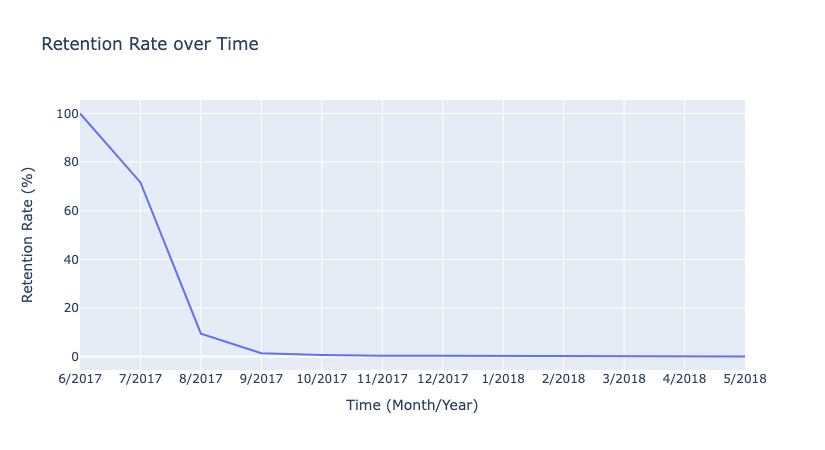 Retention Rate over Time
Retention Rate (%)
100
80
60
40
20
0
6/2017 7/2017 8/2017 9/2017 10/2017 11/2017 12/2017 1/2018 2/2018 3/2018 4/2018 5/2018
Time (Month/Year)